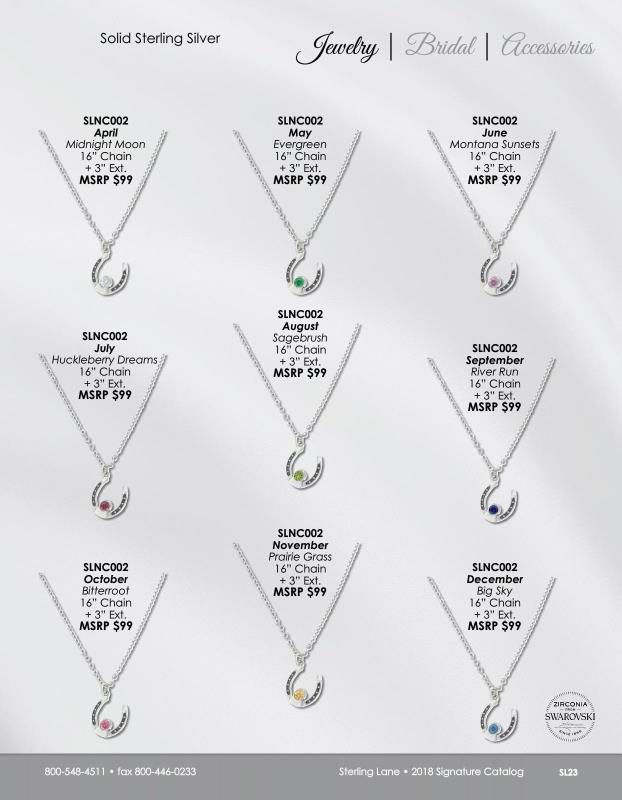 Solid Sterling Silver
Jewelry | Bridal | Accessories
SLNC002
April
Midnight Moon
16” Chain
+ 3” Ext.
MSRP $99
SLNC002
May
Evergreen
16” Chain
+ 3” Ext.
MSRP $99
SLNC002
June
Montana Sunsets
16” Chain
+ 3” Ext.
MSRP $99
SLNC002
July
Huckleberry Dreams
16” Chain
+ 3” Ext.
MSRP $99
SLNC002
August
Sagebrush
16” Chain
+ 3” Ext.
MSRP $99
SLNC002
September
River Run
16” Chain
+ 3” Ext.
MSRP $99
SLNC002
October
Bitterroot
16” Chain
+ 3” Ext.
MSRP $99
SLNC002
November
Prairie Grass
16” Chain
+ 3” Ext.
MSRP $99
SLNC002
December
Big Sky
16” Chain
+ 3” Ext.
MSRP $99
ZIRCONIA
FROM
SWAROVSKI
SINCE 1895
800-548-4511 • fax 800-446-0233
Sterling Lane • 2018 Signature Catalog
SL23